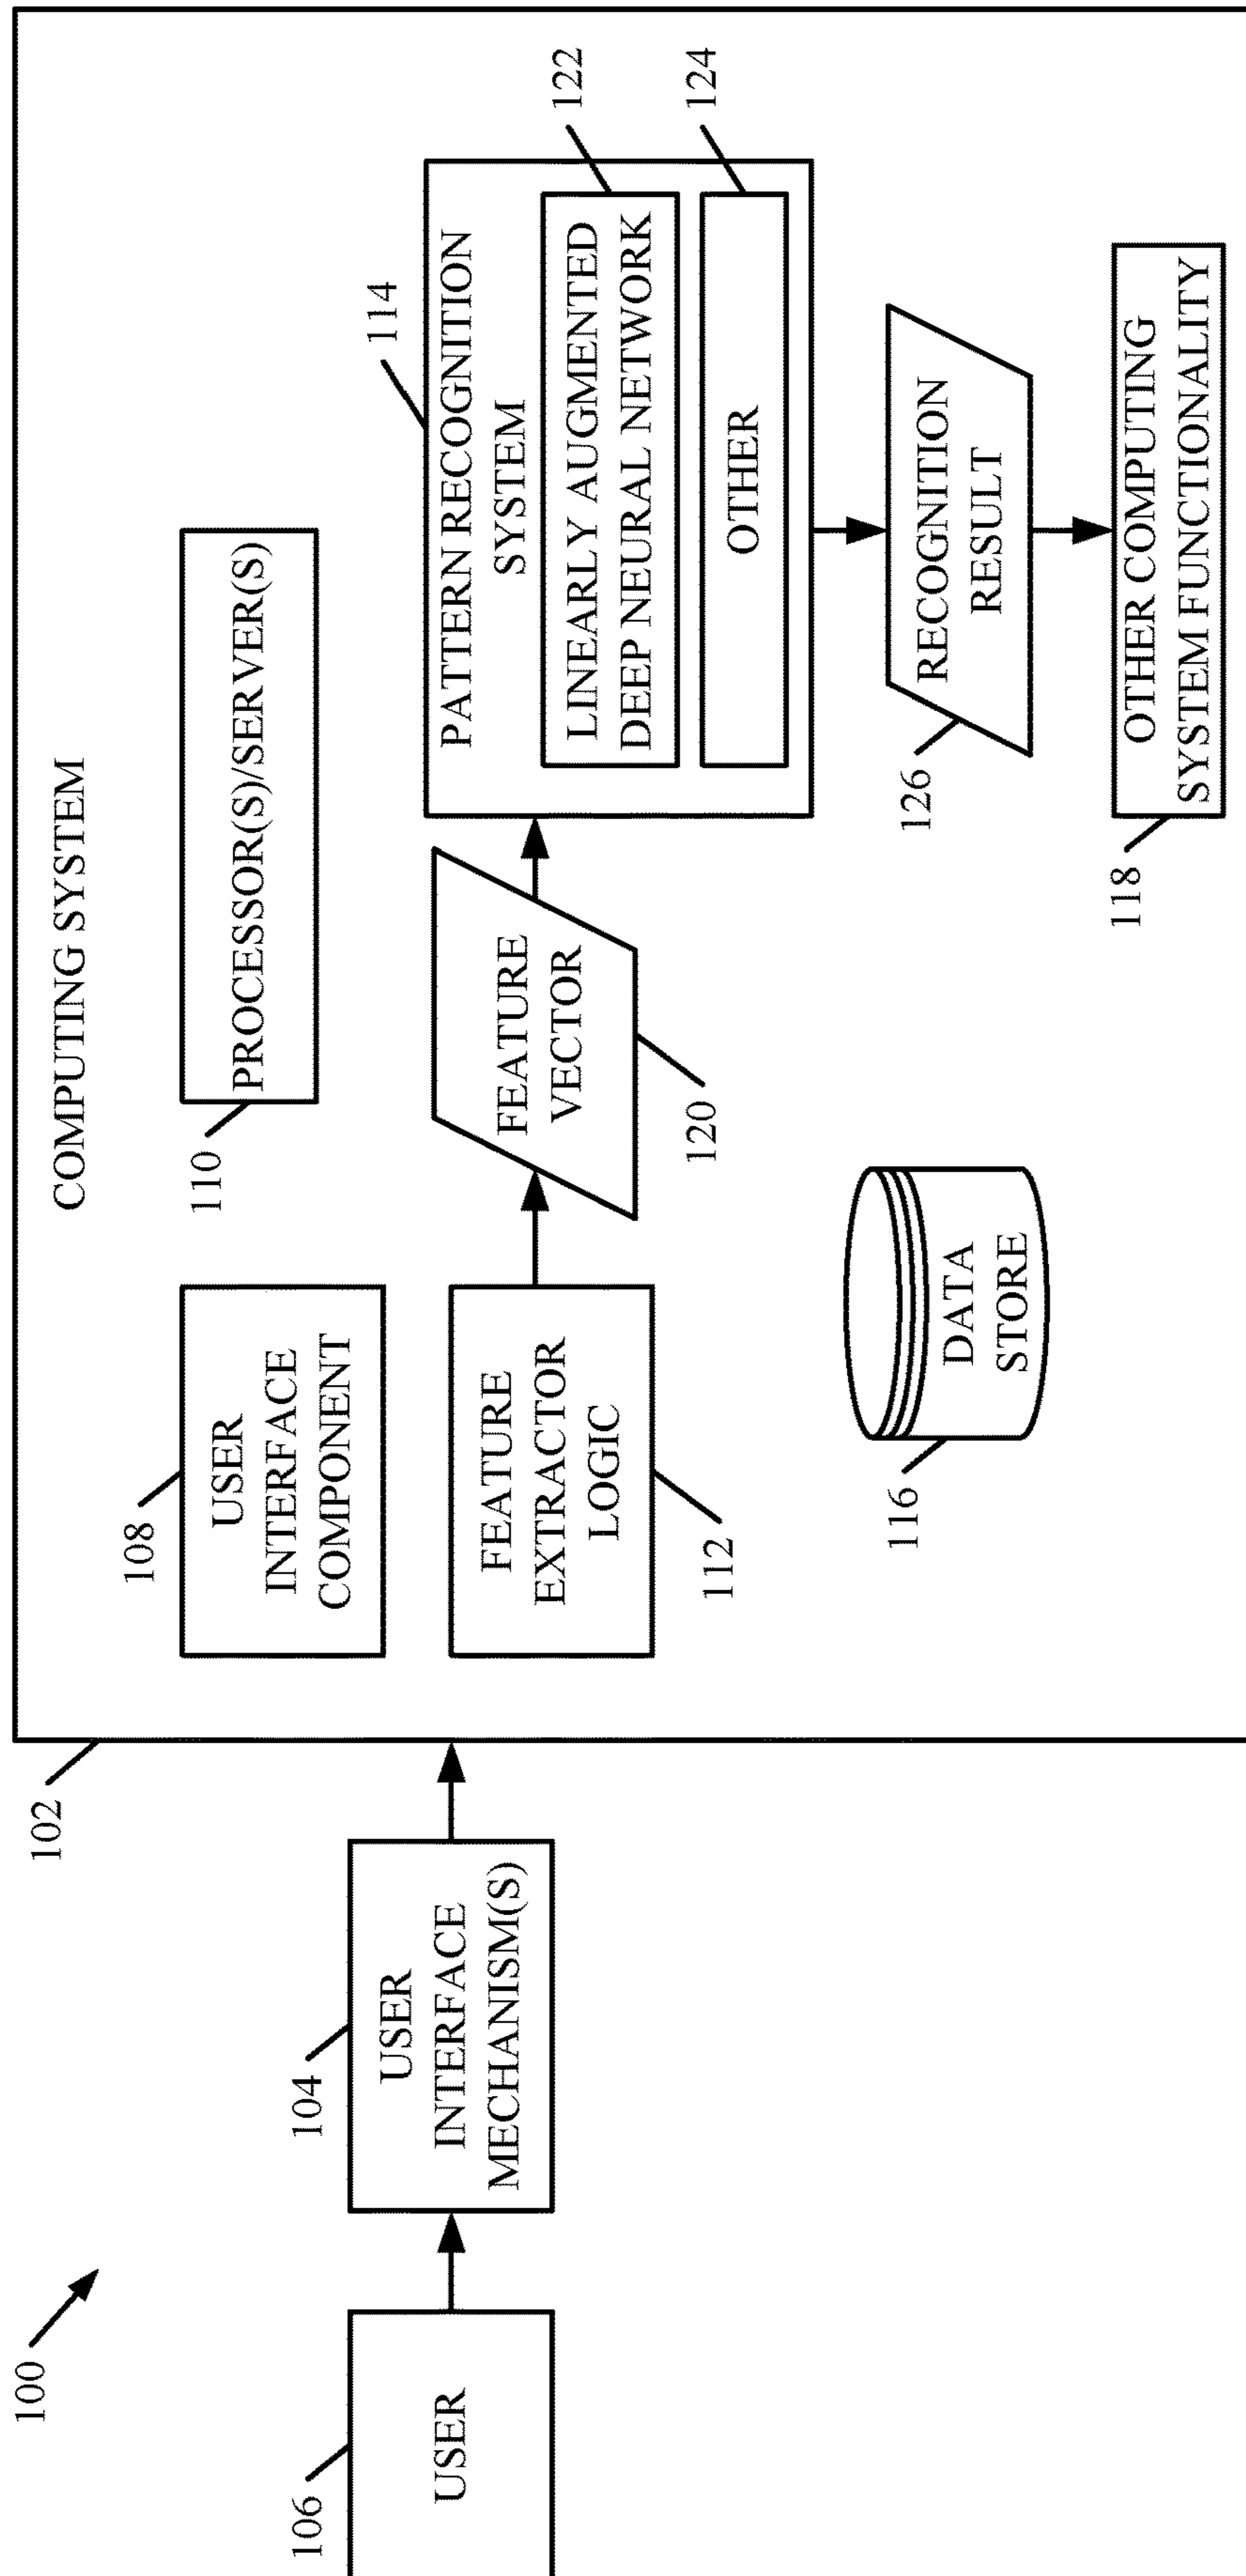 100
106
USER
104
USER
INTERFACE
MECHANISM(S)
102
COMPUTING SYSTEM
108
USER
INTERFACE
COMPONENT
110
PROCESSOR(S)/SERVER(S)
FEATURE
EXTRACTOR
LOGIC
112
FEATURE
VECTOR
120
114
PATTERN RECOGNITION
SYSTEM
LINEARLY AUGMENTED
DEEP NEURAL NETWORK
122
OTHER
124
116
DATA
STORE
126
RECOGNITION
RESULT
118
OTHER COMPUTING
SYSTEM FUNCTIONALITY